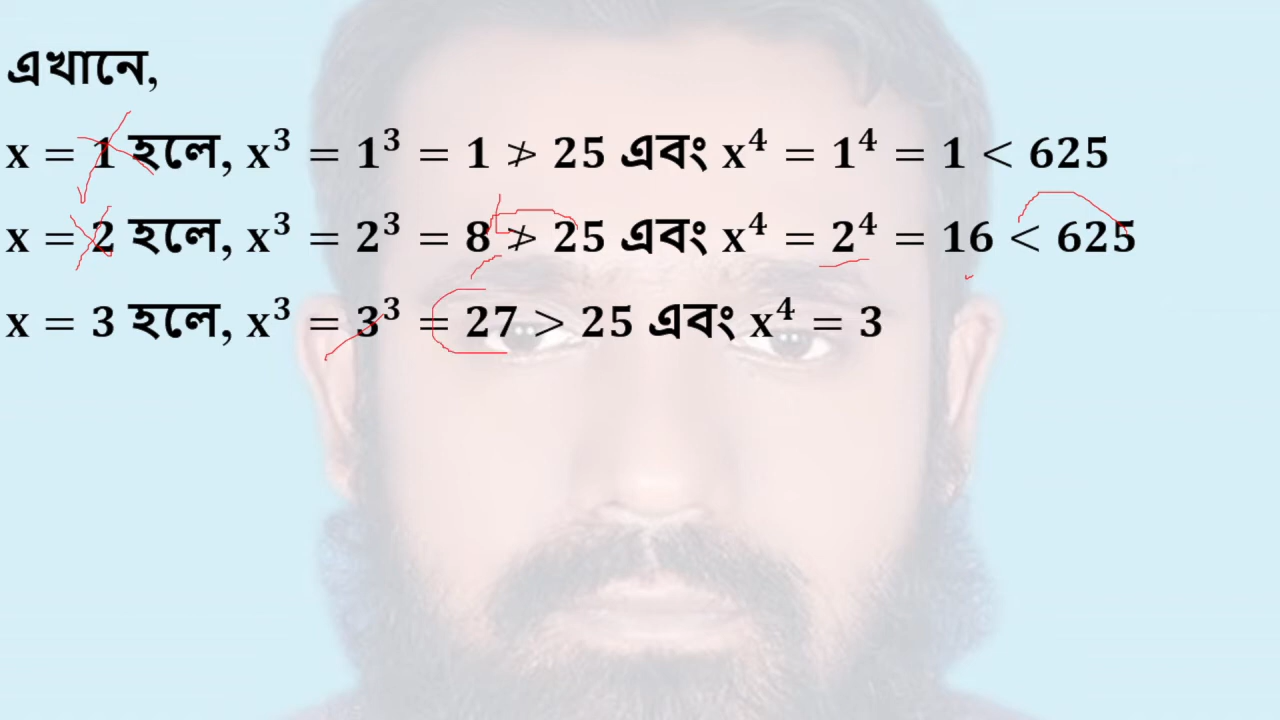 এখানে,
x = 1 হলে, x³ = 1³ = 1 ≯ 25 এবং x⁴ = 1⁴ = 1 < 625
x = 2 হলে, x³ = 2³ = 8 ≯ 25 এবং x⁴ = 2⁴ = 16 < 625
x = 3 হলে, x³ = 3³ = 27 > 25 এবং x⁴ = 3